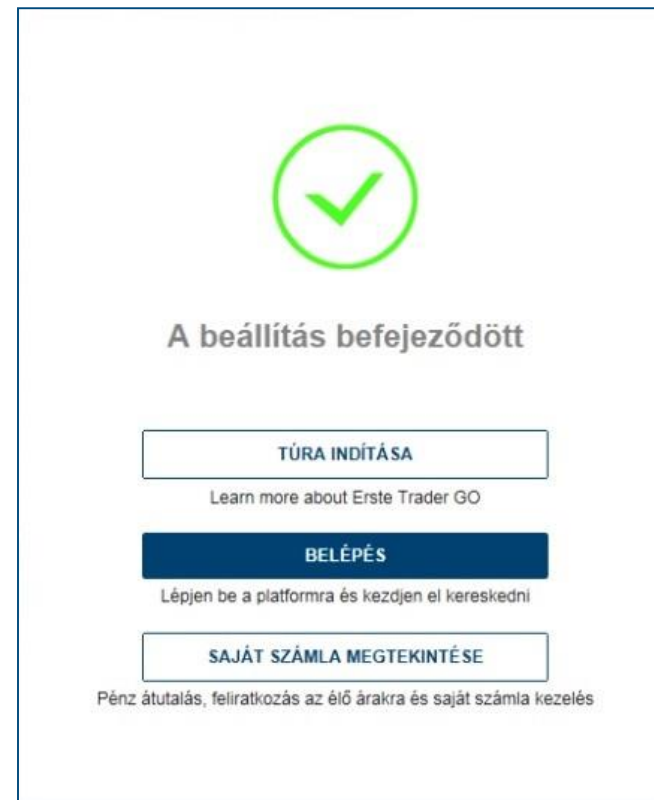 A beállítás befejeződött
TÚRA INDÍTÁSA
Learn more about Erste Trader GO
BELÉPÉS
Lépjen be a platformra és kezdjen el kereskedni
SAJÁT SZÁMLA MEGTEKINTÉSE
Pénz átutalás, feliratkozás az élő árakra és saját számla kezelés